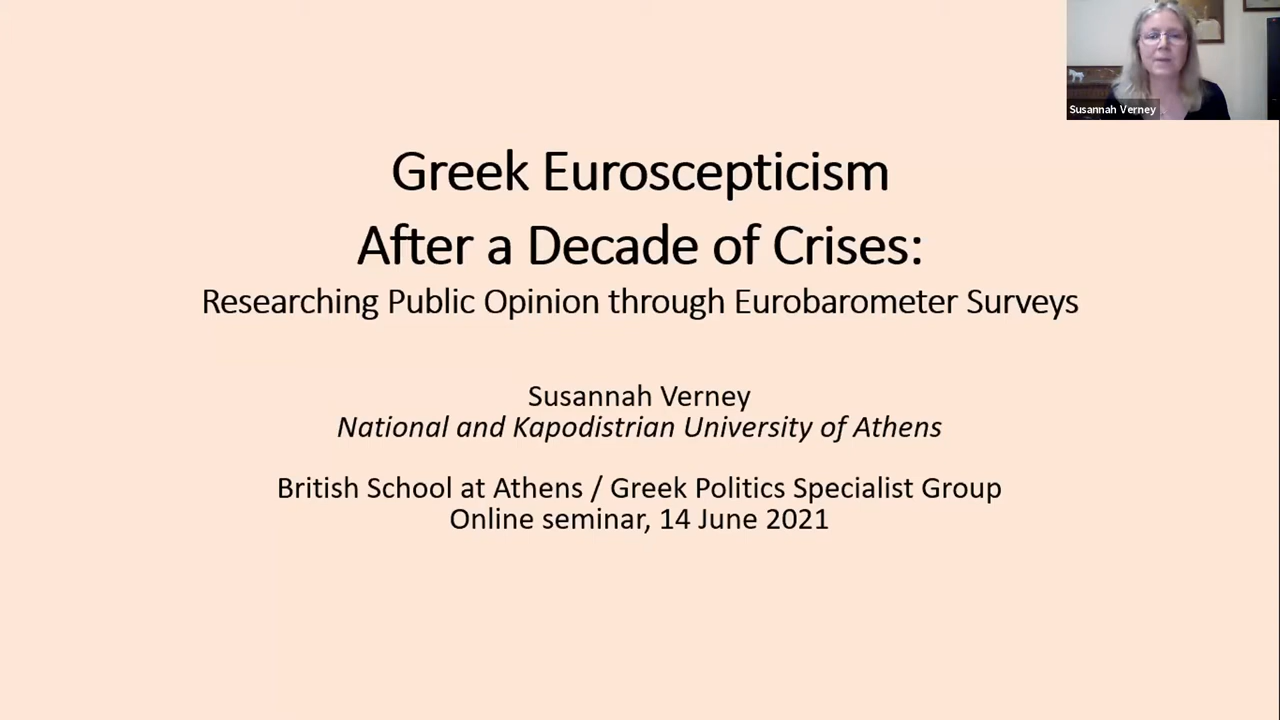 Susannah Verney
Greek Euroscepticism
After a Decade of Crises:
Researching Public Opinion through Eurobarometer Surveys
Susannah Verney
National and Kapodistrian University of Athens
British School at Athens / Greek Politics Specialist Group
Online seminar, 14 June 2021